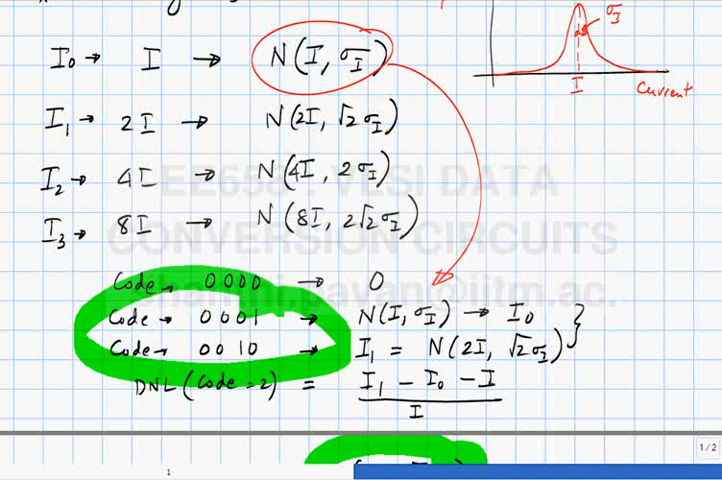 I₀ → I → N(I, σ_I)
σ_I
I
Current
I₁ → 2I → N(2I, √2 σ_I)
I₂ → 4I → N(4I, 2σ_I)
I₃ → 8I → N(8I, 2√2 σ_I)
EE658 : VLSI DATA
CONVERSION CIRCUITS
Code → 0000 → 0
Code → 0001 → N(I, σ_I) → I₀
Code → 0010 → I₁ = N(2I, √2 σ_I)
DNL (Code = 2) = I₁ - I₀ - I
I
1/2
1